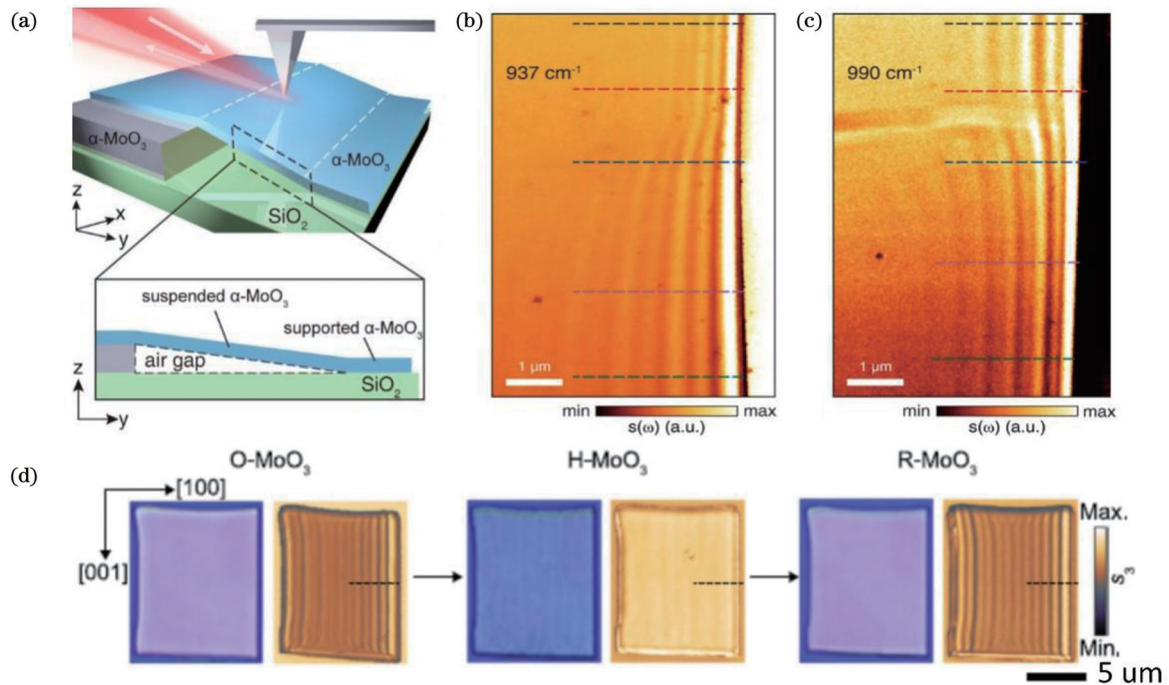 (a)
α-MoO₃
α-MoO₃
SiO₂
z
x
y
suspended α-MoO₃
supported α-MoO₃
air gap
SiO₂
z
y
(b)
937 cm⁻¹
1 μm
min max
s(ω) (a.u.)
(c)
990 cm⁻¹
1 μm
min max
s(ω) (a.u.)
(d)
O-MoO₃ H-MoO₃ R-MoO₃
[100]
[001]
Max.
s₃
Min.
5 um